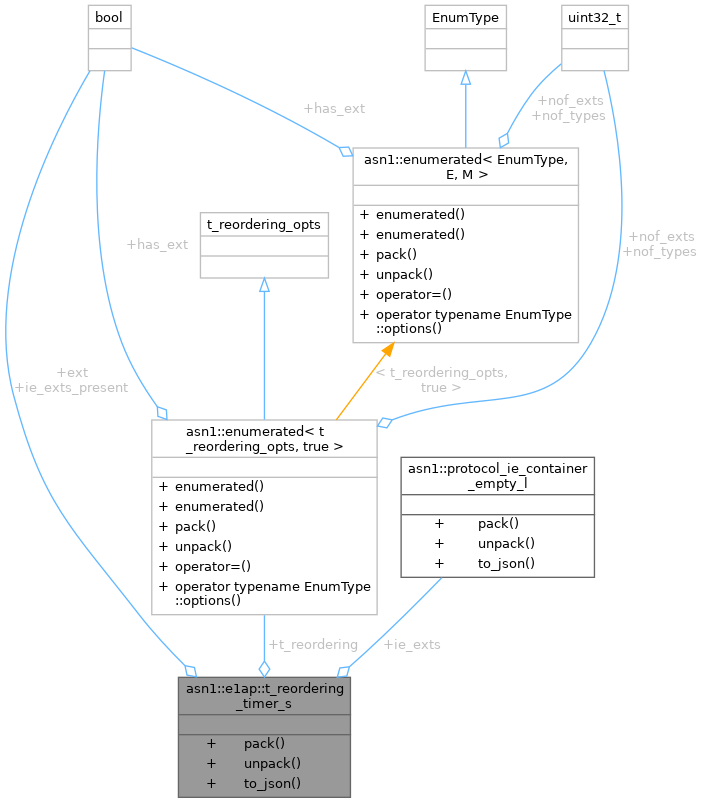 bool
EnumType
uint32_t
+has_ext
+nof_exts
+nof_types
asn1::enumerated< EnumType,
E, M >
+ enumerated()
+ enumerated()
+ pack()
+ unpack()
+ operator=()
+ operator typename EnumType
::options()
t_reordering_opts
+has_ext
+nof_exts
+nof_types
+ext
+ie_exts_present
< t_reordering_opts,
true >
asn1::enumerated< t
_reordering_opts, true >
+ enumerated()
+ enumerated()
+ pack()
+ unpack()
+ operator=()
+ operator typename EnumType
::options()
asn1::protocol_ie_container
_empty_l
+ pack()
+ unpack()
+ to_json()
+t_reordering
+ie_exts
asn1::e1ap::t_reordering
_timer_s
+ pack()
+ unpack()
+ to_json()